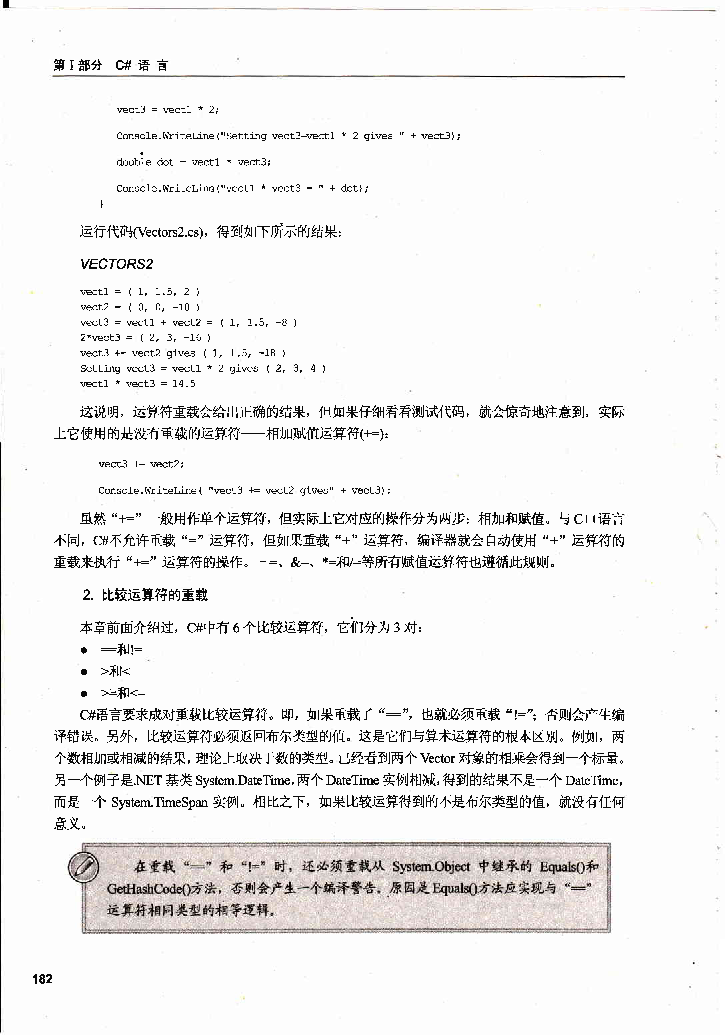 第 I 部分 C# 语 言
vect3 = vect1 * 2;
Console.WriteLine("Setting vect3=vect1 * 2 gives " + vect3);
double dot = vect1 * vect3;
Console.WriteLine("vect1 * vect3 = " + dot);
}
运行代码(Vectors2.cs)，得到如下所示的结果：
VECTORS2
vect1 = ( 1, 1.5, 2 )
vect2 = ( 0, 0, -10 )
vect3 = vect1 + vect2 = ( 1, 1.5, -8 )
2*vect3 = ( 2, 3, -16 )
vect3 += vect2 gives ( 1, 1.5, -18 )
Setting vect3 = vect1 * 2 gives ( 2, 3, 4 )
vect1 * vect3 = 14.5
这说明，运算符重载会给出正确的结果，但如果仔细看看测试代码，就会惊奇地注意到，实际
上它使用的是没有重载的运算符——相加赋值运算符(+=)：
vect3 += vect2;
Console.WriteLine( "vect3 += vect2 gives" + vect3);
虽然“+=”一般用作单个运算符，但实际上它对应的操作分为两步：相加和赋值。与 C++语言
不同，C#不允许重载“=”运算符，但如果重载“+”运算符，编译器就会自动使用“+”运算符的
重载来执行“+=”运算符的操作。-=、&=、*=和/=等所有赋值运算符也遵循此规则。
2. 比较运算符的重载
本章前面介绍过，C#中有 6 个比较运算符，它们分为 3 对：
● ==和!=
● >和<
● >=和<=
C#语言要求成对重载比较运算符。即，如果重载了“==”，也就必须重载“!=”；否则会产生编
译错误。另外，比较运算符必须返回布尔类型的值。这是它们与算术运算符的根本区别。例如，两
个数相加或相减的结果，理论上取决于数的类型。已经看到两个 Vector 对象的相乘会得到一个标量。
另一个例子是.NET 基类 System.DateTime，两个 DateTime 实例相减，得到的结果不是一个 DateTime，
而是一个 System.TimeSpan 实例。相比之下，如果比较运算得到的不是布尔类型的值，就没有任何
意义。
在重载“==”和“!=”时，还必须重载从 System.Object 中继承的 Equals()和
GetHashCode()方法，否则会产生一个编译警告。原因是 Equals()方法应实现与“==”
运算符相同类型的相等逻辑。
182